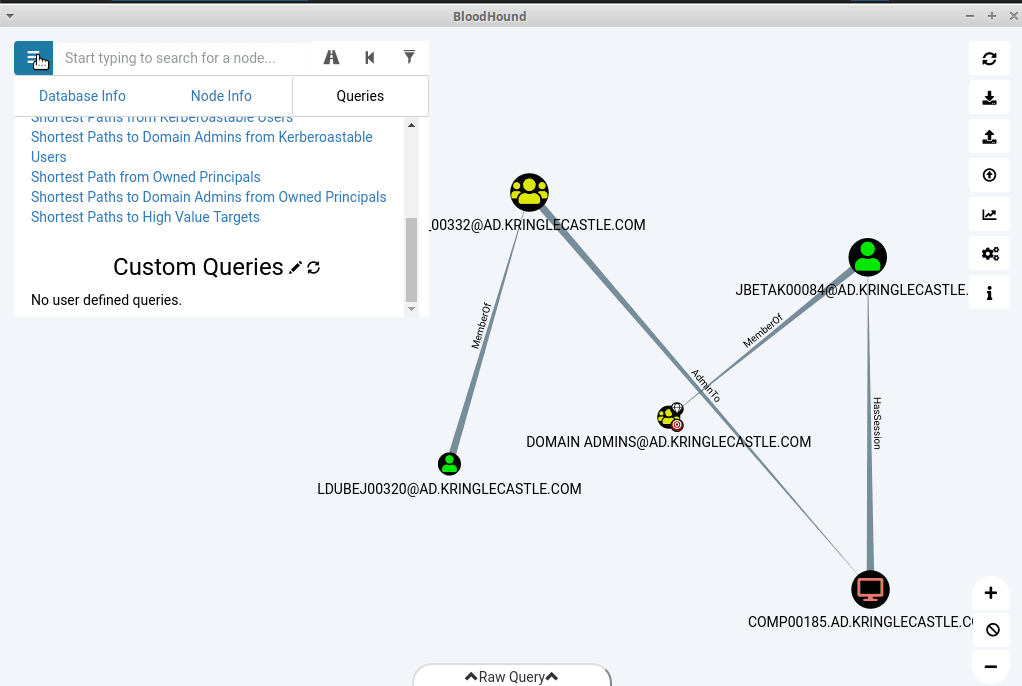 BloodHound
Start typing to search for a node...
Database Info
Node Info
Queries
Shortest Paths from Kerberoastable Users
Shortest Paths to Domain Admins from Kerberoastable
Users
Shortest Path from Owned Principals
Shortest Paths to Domain Admins from Owned Principals
Shortest Paths to High Value Targets
Custom Queries
No user defined queries.
_00332@AD.KRINGLECASTLE.COM
JBETAK00084@AD.KRINGLECASTLE.
MemberOf
MemberOf
AdminTo
HasSession
DOMAIN ADMINS@AD.KRINGLECASTLE.COM
LDUBEJ00320@AD.KRINGLECASTLE.COM
COMP00185.AD.KRINGLECASTLE.CO
Raw Query